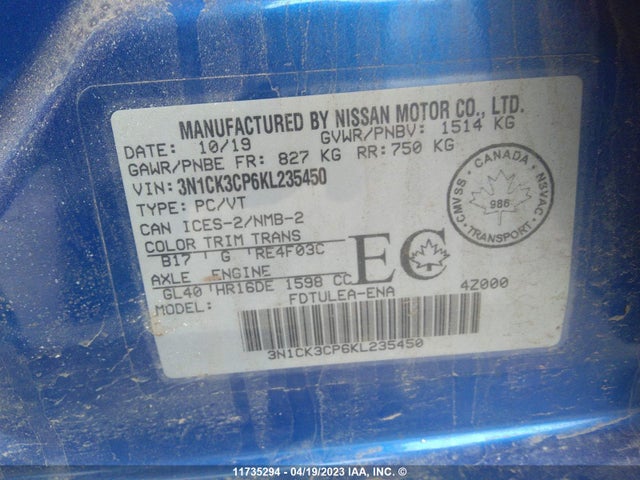 MANUFACTURED BY NISSAN MOTOR CO., LTD.
DATE: 10/19 GVWR/PNBV: 1514 KG
GAWR/PNBE FR: 827 KG RR: 750 KG
VIN: 3N1CK3CP6KL235450
TYPE: PC/VT
CAN ICES-2/NMB-2
COLOR TRIM TRANS
B17 G RE4F03C
AXLE ENGINE
GL40 HR16DE 1598 CC
MODEL: FDTULEA-ENA 4Z000
EC
CANADA
CMVSS NSVAC
986
TRANSPORT
3N1CK3CP6KL235450
11735294 - 04/19/2023 IAA, INC. ©